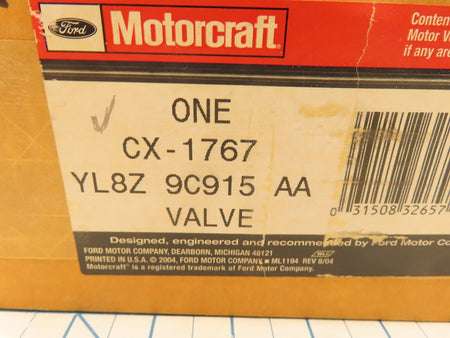 Ford Motorcraft®
Conten
Motor V
if any are
ONE
CX-1767
YL8Z 9C915 AA
VALVE
0 31508 32657
Designed, engineered and recommended by Ford Motor Co
FORD MOTOR COMPANY, DEARBORN, MICHIGAN 48121
PRINTED IN U.S.A. © 2004, FORD MOTOR COMPANY • ML1194 REV 8/04
Motorcraft® is a registered trademark of Ford Motor Company.